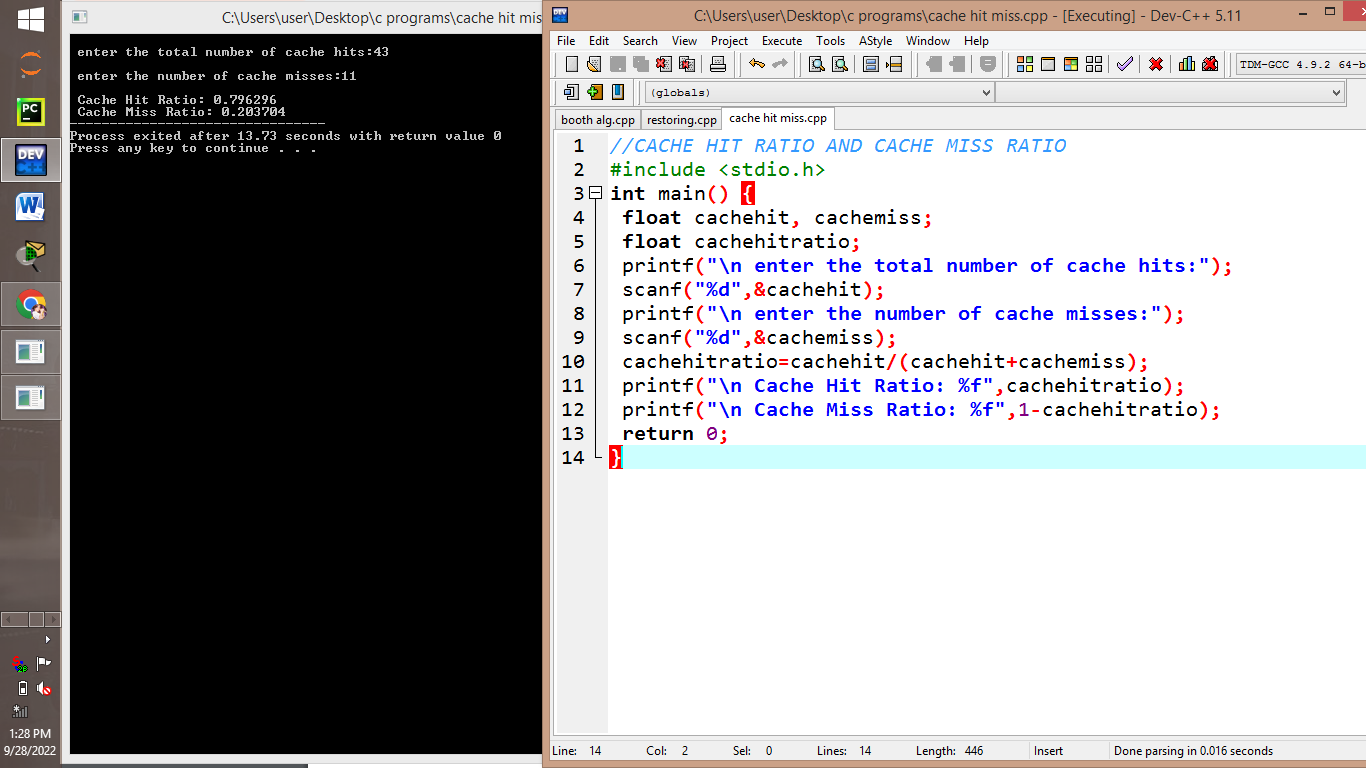 C:\Users\user\Desktop\c programs\cache hit mis
enter the total number of cache hits:43
enter the number of cache misses:11
Cache Hit Ratio: 0.796296
Cache Miss Ratio: 0.203704
--------------------------------
Process exited after 13.73 seconds with return value 0
Press any key to continue . . .
C:\Users\user\Desktop\c programs\cache hit miss.cpp - [Executing] - Dev-C++ 5.11
File Edit Search View Project Execute Tools AStyle Window Help
TDM-GCC 4.9.2 64-b
(globals)
booth alg.cpp restoring.cpp cache hit miss.cpp
1 //CACHE HIT RATIO AND CACHE MISS RATIO
2 #include <stdio.h>
3 int main() {
4 float cachehit, cachemiss;
5 float cachehitratio;
6 printf("\n enter the total number of cache hits:");
7 scanf("%d",&cachehit);
8 printf("\n enter the number of cache misses:");
9 scanf("%d",&cachemiss);
10 cachehitratio=cachehit/(cachehit+cachemiss);
11 printf("\n Cache Hit Ratio: %f",cachehitratio);
12 printf("\n Cache Miss Ratio: %f",1-cachehitratio);
13 return 0;
14 }
Line: 14 Col: 2 Sel: 0 Lines: 14 Length: 446 Insert Done parsing in 0.016 seconds
PC
DEV
W
1:28 PM
9/28/2022